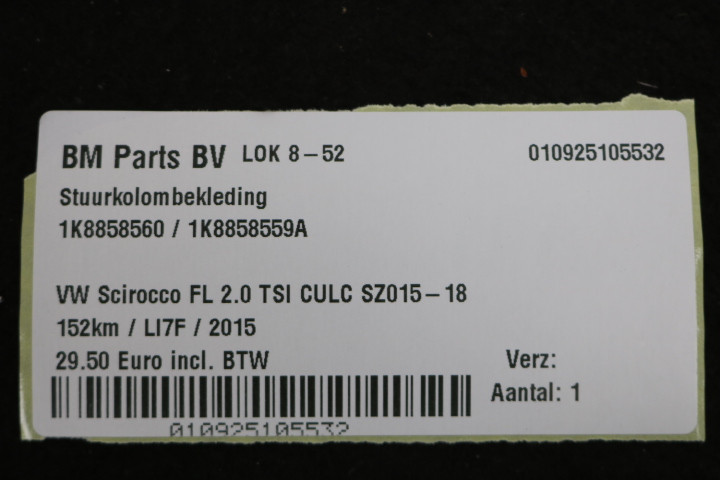 BM Parts BV LOK 8-52 010925105532
Stuurkolombekleding
1K8858560 / 1K8858559A
VW Scirocco FL 2.0 TSI CULC SZ015-18
152km / LI7F / 2015
29.50 Euro incl. BTW
Verz:
Aantal: 1
010925105532